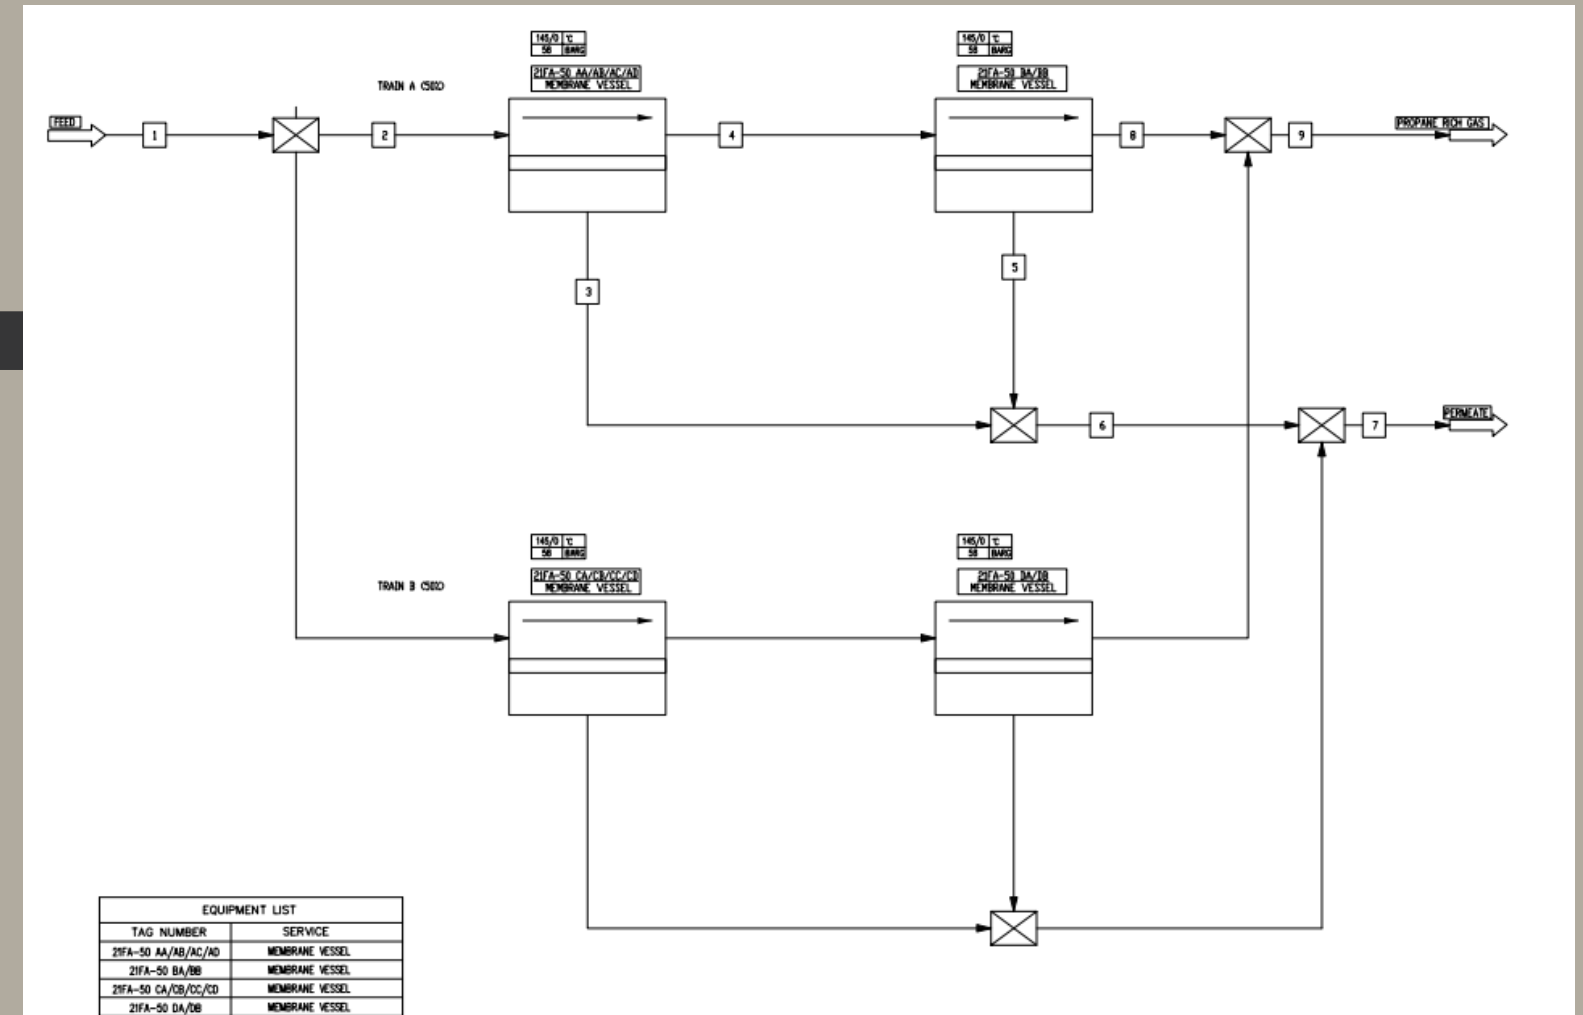 145/0 °C
58 BARG
21FA-50 AA/AB/AC/AD
MEMBRANE VESSEL
145/0 °C
58 BARG
21FA-50 BA/BB
MEMBRANE VESSEL
TRAIN A (50%)
FEED
1
2
4
8
9
PROPANE RICH GAS
3
5
6
7
PERMEATE
145/0 °C
58 BARG
21FA-50 CA/CB/CC/CD
MEMBRANE VESSEL
145/0 °C
58 BARG
21FA-50 DA/DB
MEMBRANE VESSEL
TRAIN B (50%)
EQUIPMENT LIST
TAG NUMBER SERVICE
21FA-50 AA/AB/AC/AD MEMBRANE VESSEL
21FA-50 BA/BB MEMBRANE VESSEL
21FA-50 CA/CB/CC/CD MEMBRANE VESSEL
21FA-50 DA/DB MEMBRANE VESSEL